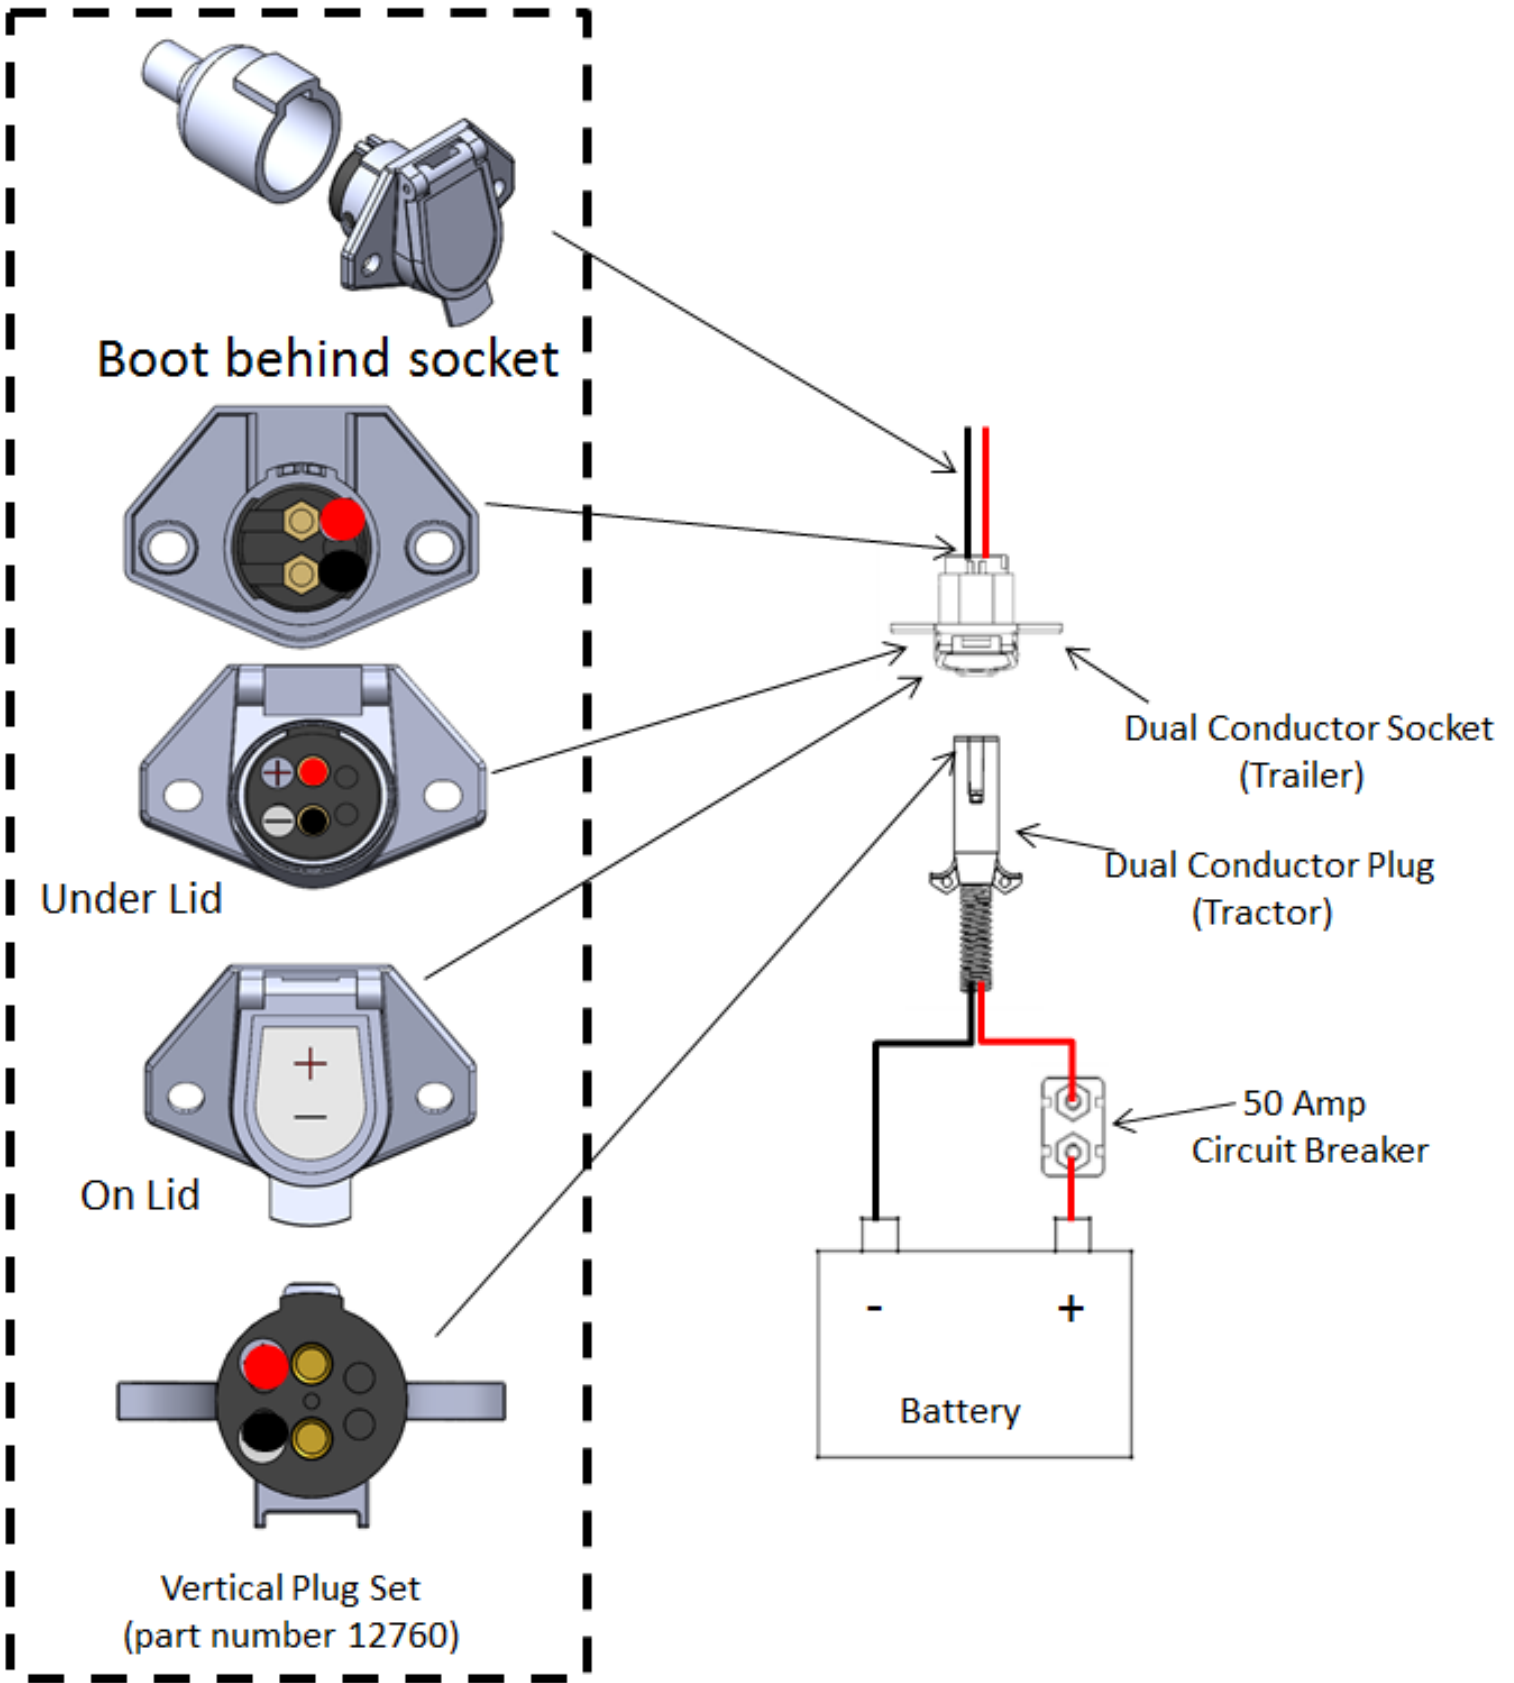 Boot behind socket
+
−
Under Lid
+
−
On Lid
Vertical Plug Set
(part number 12760)
Dual Conductor Socket
(Trailer)
Dual Conductor Plug
(Tractor)
50 Amp
Circuit Breaker
- +
Battery